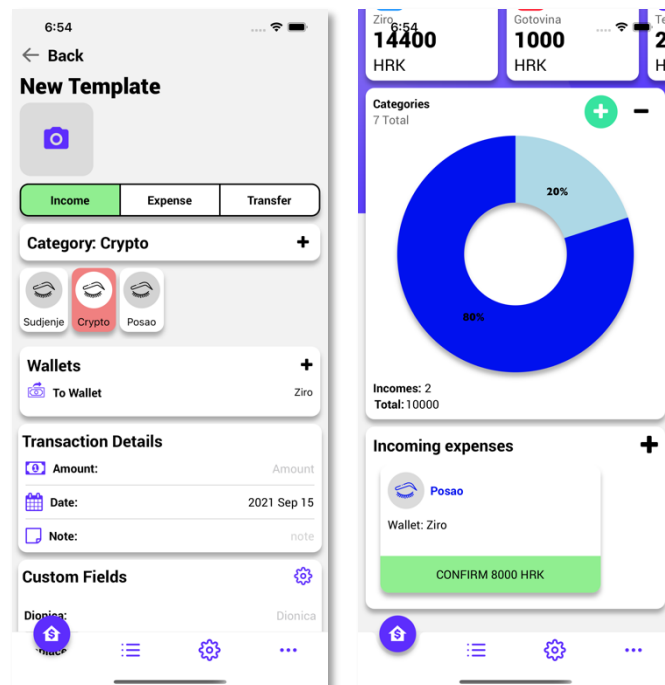 6:54
Back
New Template
Income Expense Transfer
Category: Crypto +
Sudjenje Crypto Posao
Wallets +
To Wallet Ziro
Transaction Details
Amount: Amount
Date: 2021 Sep 15
Note: note
Custom Fields
Dionica: Dionica
Ziro Gotovina
6:54
14400 1000 2
HRK HRK H
Categories
7 Total
+ −
20%
80%
Incomes: 2
Total: 10000
Incoming expenses +
Posao
Wallet: Ziro
CONFIRM 8000 HRK